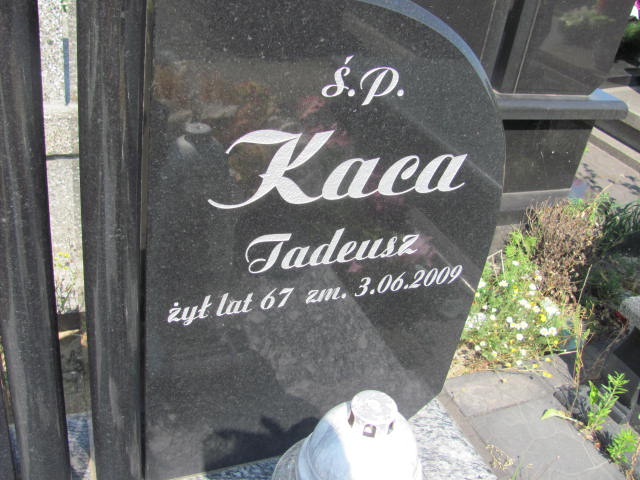 ś.p.
Kaca
Tadeusz
żył lat 67 zm. 3.06.2009